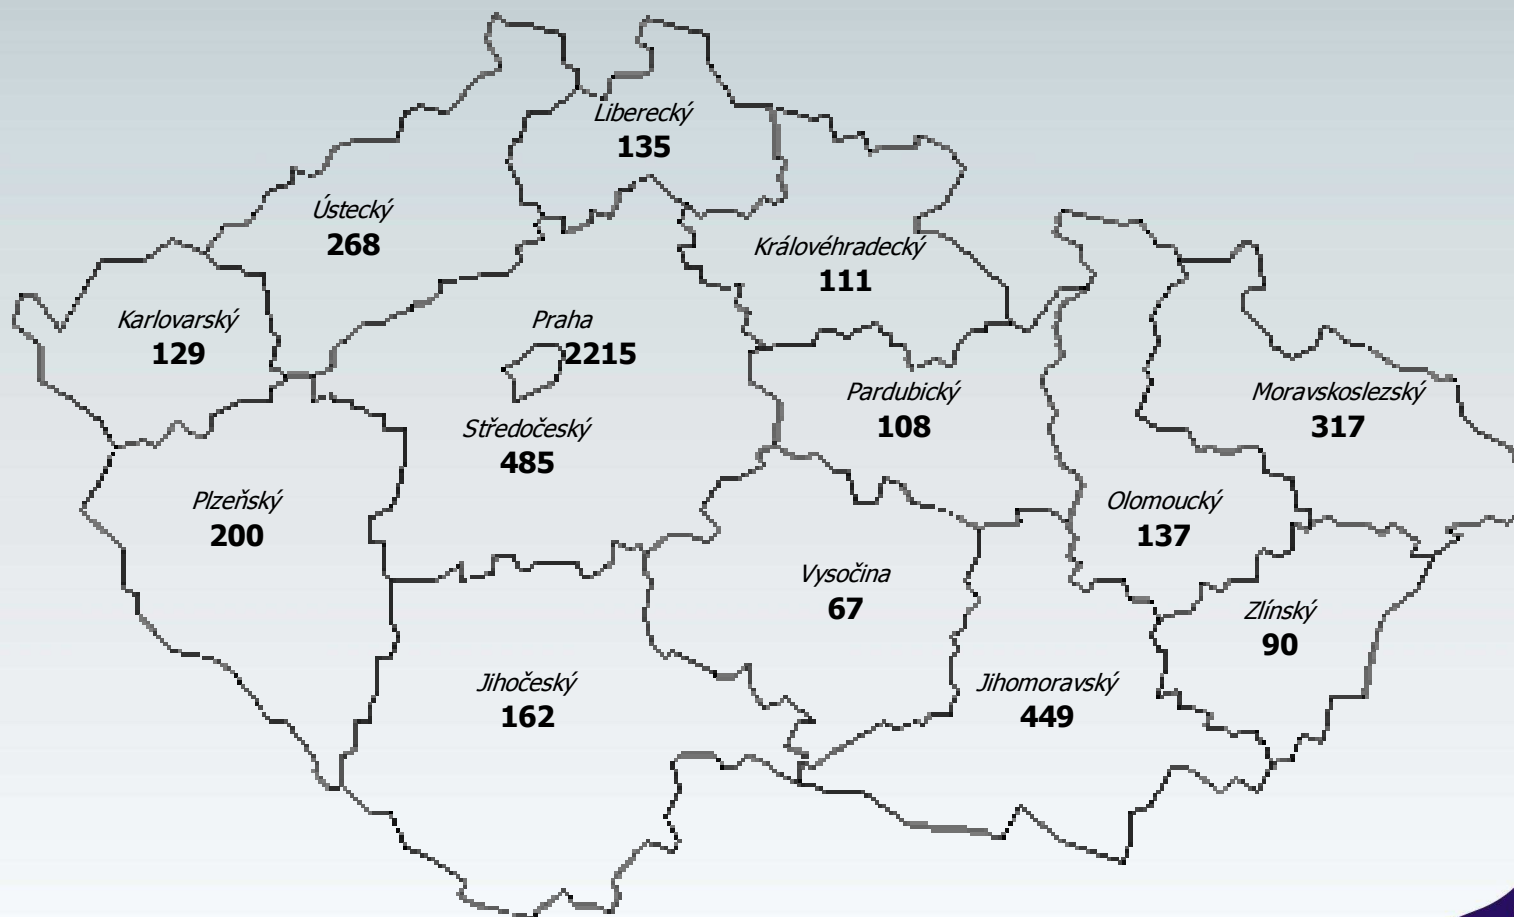 Liberecký
135
Ústecký
268
Královéhradecký
111
Karlovarský
129
Praha
2215
Pardubický
108
Moravskoslezský
317
Středočeský
485
Plzeňský
200
Olomoucký
137
Vysočina
67
Zlínský
90
Jihočeský
162
Jihomoravský
449